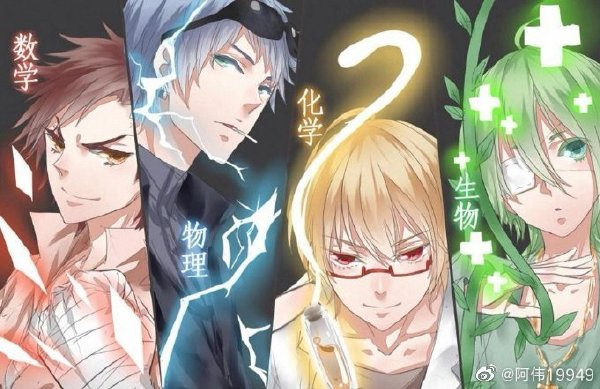 数学
物理
化学
生物
@阿伟19949